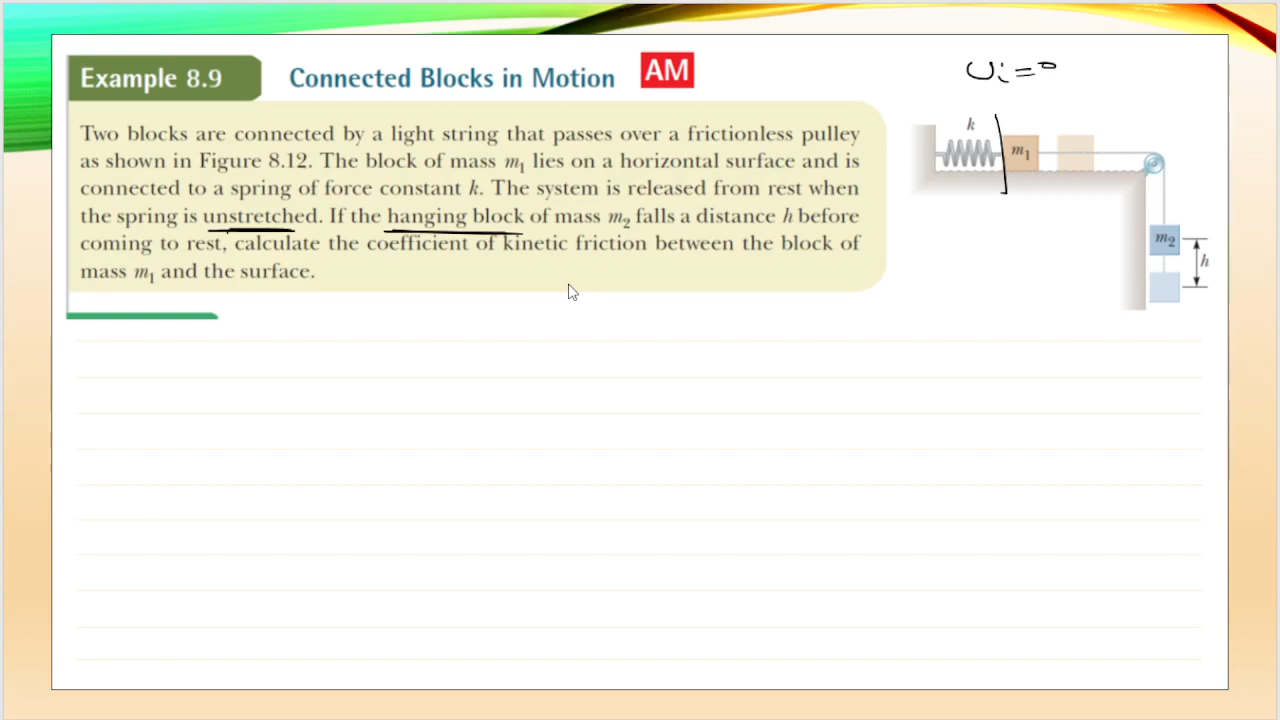 Example 8.9
Connected Blocks in Motion
AM
Two blocks are connected by a light string that passes over a frictionless pulley
as shown in Figure 8.12. The block of mass m₁ lies on a horizontal surface and is
connected to a spring of force constant k. The system is released from rest when
the spring is unstretched. If the hanging block of mass m₂ falls a distance h before
coming to rest, calculate the coefficient of kinetic friction between the block of
mass m₁ and the surface.
Ui=0
k
m₁
m₂
h